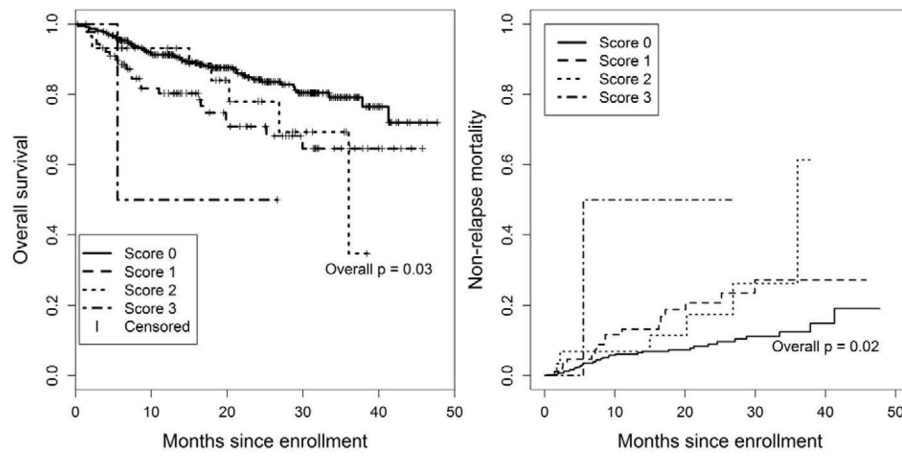 Overall survival
1.0
0.8
0.6
0.4
0.2
0.0
Score 0
Score 1
Score 2
Score 3
Censored
Overall p = 0.03
0 10 20 30 40 50
Months since enrollment
Non-relapse mortality
1.0
0.8
0.6
0.4
0.2
0.0
Score 0
Score 1
Score 2
Score 3
Overall p = 0.02
0 10 20 30 40 50
Months since enrollment